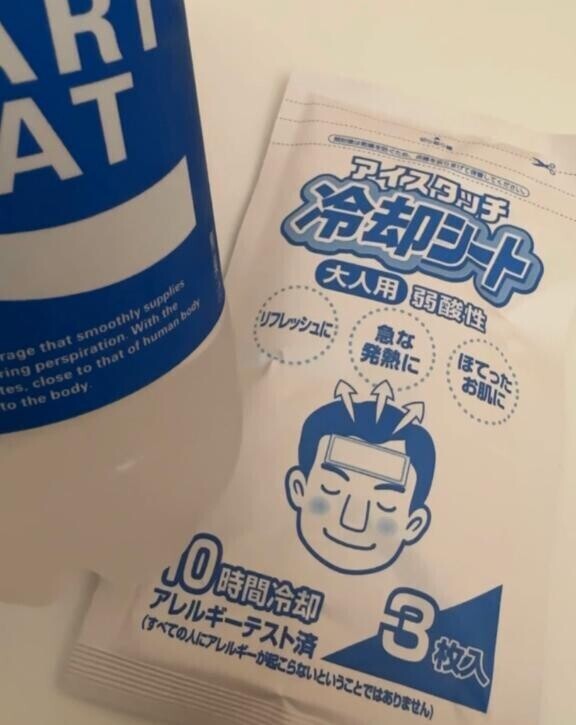 ARI
AT
rage that smoothly supplies
ring perspiration. With the
tes, close to that of human body
to the body.
アイスタッチ
冷却シート
大人用 弱酸性
リフレッシュに
急な
発熱に
ほてった
お肌に
10時間冷却
アレルギーテスト済
(すべての人にアレルギーが起こらないということではありません)
3枚入